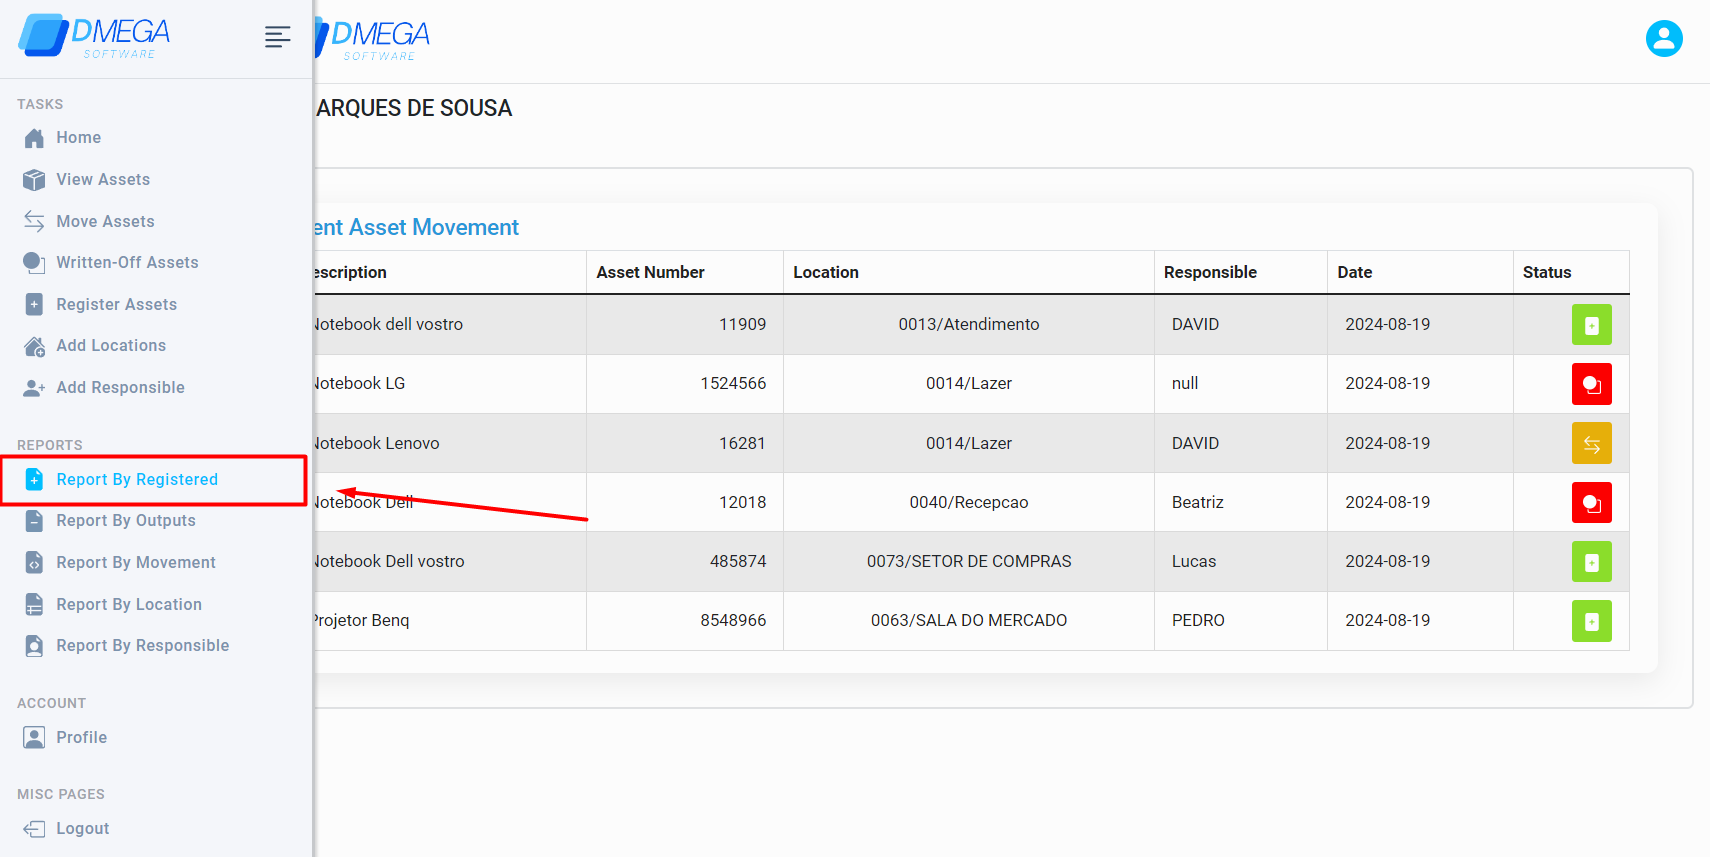 DMEGA
SOFTWARE
TASKS
Home
View Assets
Move Assets
Written-Off Assets
Register Assets
Add Locations
Add Responsible
REPORTS
Report By Registered
Report By Outputs
Report By Movement
Report By Location
Report By Responsible
ACCOUNT
Profile
MISC PAGES
Logout
DMEGA
SOFTWARE
ARQUES DE SOUSA
ent Asset Movement
escription Asset Number Location Responsible Date Status
Notebook dell vostro 11909 0013/Atendimento DAVID 2024-08-19
Notebook LG 1524566 0014/Lazer null 2024-08-19
Notebook Lenovo 16281 0014/Lazer DAVID 2024-08-19
Notebook Dell 12018 0040/Recepcao Beatriz 2024-08-19
Notebook Dell vostro 485874 0073/SETOR DE COMPRAS Lucas 2024-08-19
Projetor Benq 8548966 0063/SALA DO MERCADO PEDRO 2024-08-19